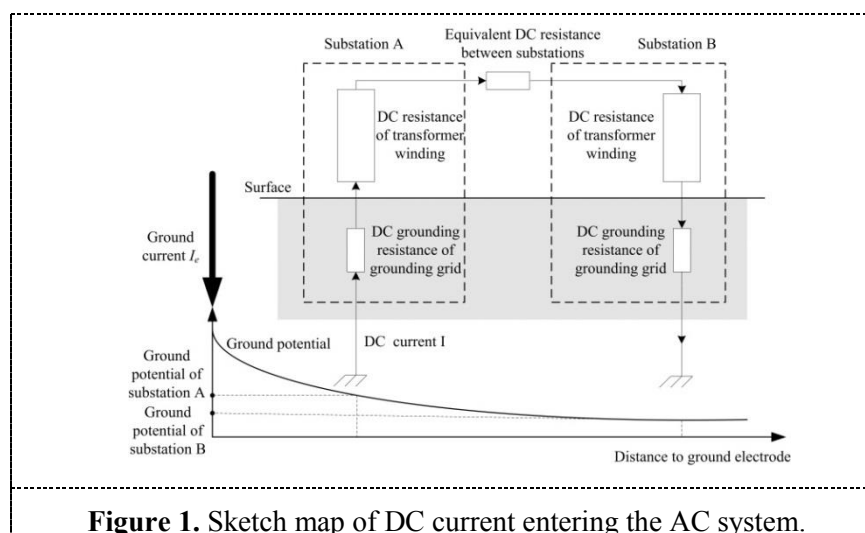 Substation A
Equivalent DC resistance
between substations
Substation B
DC resistance
of transformer
winding
DC resistance
of transformer
winding
Surface
Ground
current Ie
DC grounding
resistance of
grounding grid
DC grounding
resistance of
grounding grid
Ground potential
DC current I
Ground
potential of
substation A
Ground
potential of
substation B
Distance to ground electrode
Figure 1. Sketch map of DC current entering the AC system.